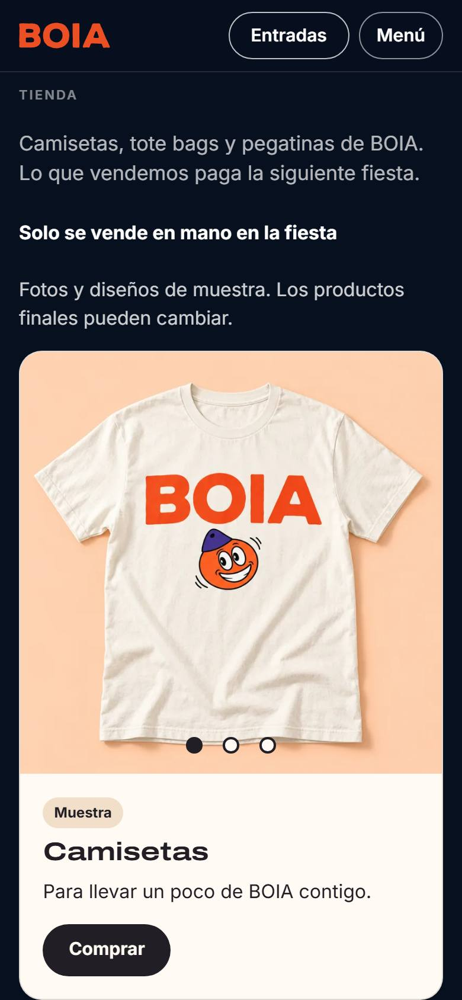 BOIA
Entradas
Menú
TIENDA
Camisetas, tote bags y pegatinas de BOIA.
Lo que vendemos paga la siguiente fiesta.
Solo se vende en mano en la fiesta
Fotos y diseños de muestra. Los productos
finales pueden cambiar.
BOIA
Muestra
Camisetas
Para llevar un poco de BOIA contigo.
Comprar